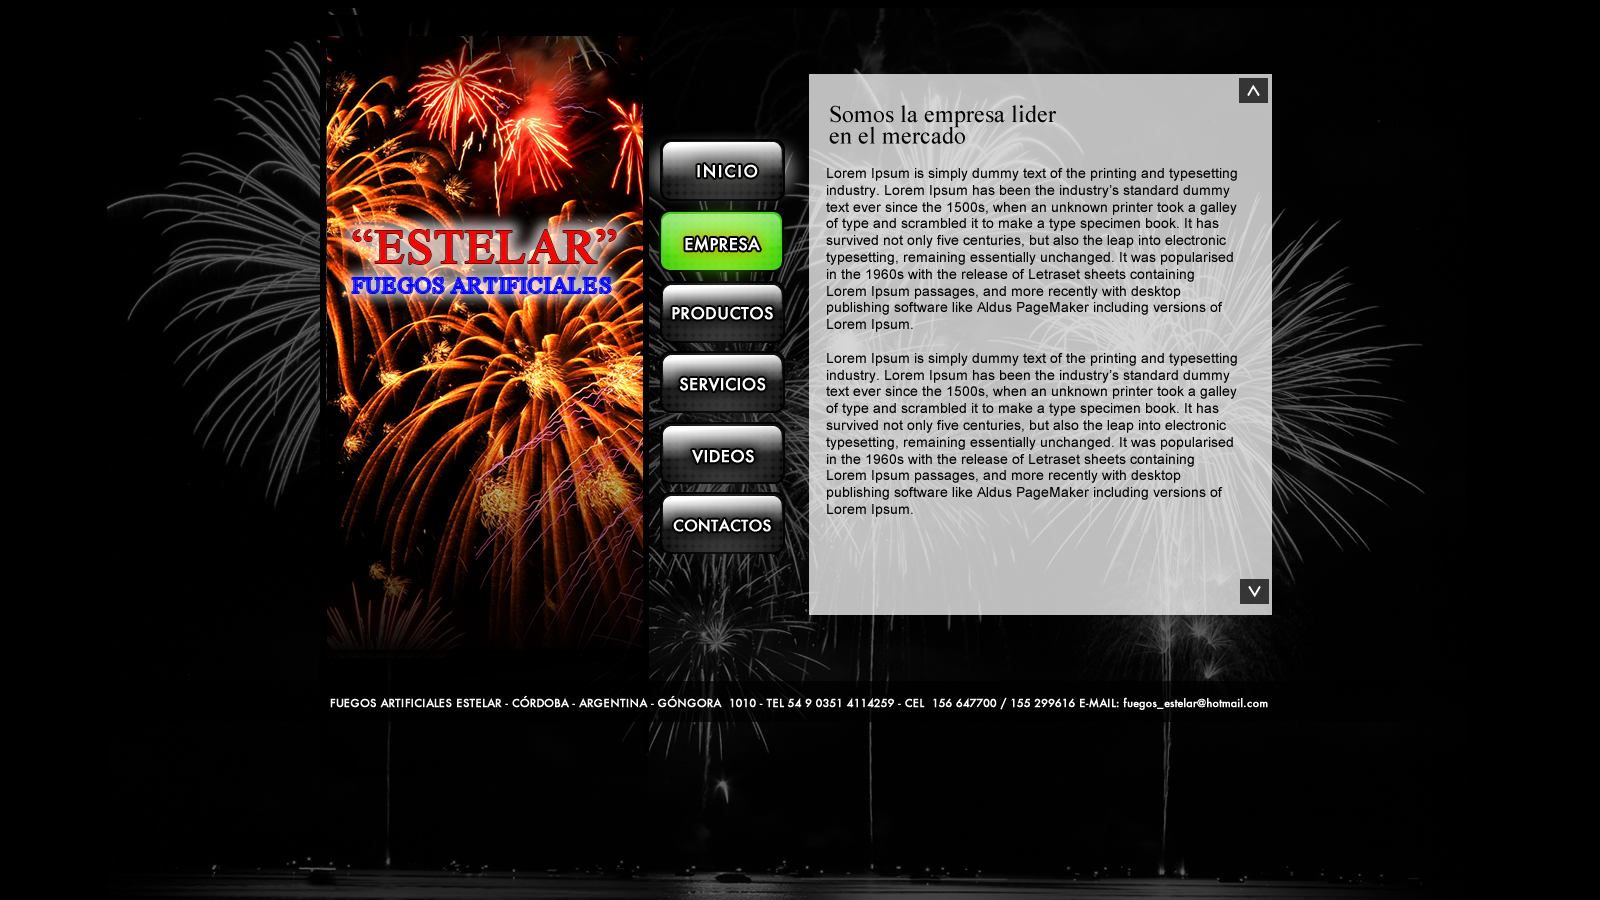 “ESTELAR”
FUEGOS ARTIFICIALES
INICIO
EMPRESA
PRODUCTOS
SERVICIOS
VIDEOS
CONTACTOS
Somos la empresa lider
en el mercado
Lorem Ipsum is simply dummy text of the printing and typesetting
industry. Lorem Ipsum has been the industry’s standard dummy
text ever since the 1500s, when an unknown printer took a galley
of type and scrambled it to make a type specimen book. It has
survived not only five centuries, but also the leap into electronic
typesetting, remaining essentially unchanged. It was popularised
in the 1960s with the release of Letraset sheets containing
Lorem Ipsum passages, and more recently with desktop
publishing software like Aldus PageMaker including versions of
Lorem Ipsum.
Lorem Ipsum is simply dummy text of the printing and typesetting
industry. Lorem Ipsum has been the industry’s standard dummy
text ever since the 1500s, when an unknown printer took a galley
of type and scrambled it to make a type specimen book. It has
survived not only five centuries, but also the leap into electronic
typesetting, remaining essentially unchanged. It was popularised
in the 1960s with the release of Letraset sheets containing
Lorem Ipsum passages, and more recently with desktop
publishing software like Aldus PageMaker including versions of
Lorem Ipsum.
FUEGOS ARTIFICIALES ESTELAR - CÓRDOBA - ARGENTINA - GÓNGORA  1010 - TEL 54 9 0351 4114259 - CEL  156 647700 / 155 299616 E-MAIL: fuegos_estelar@hotmail.com